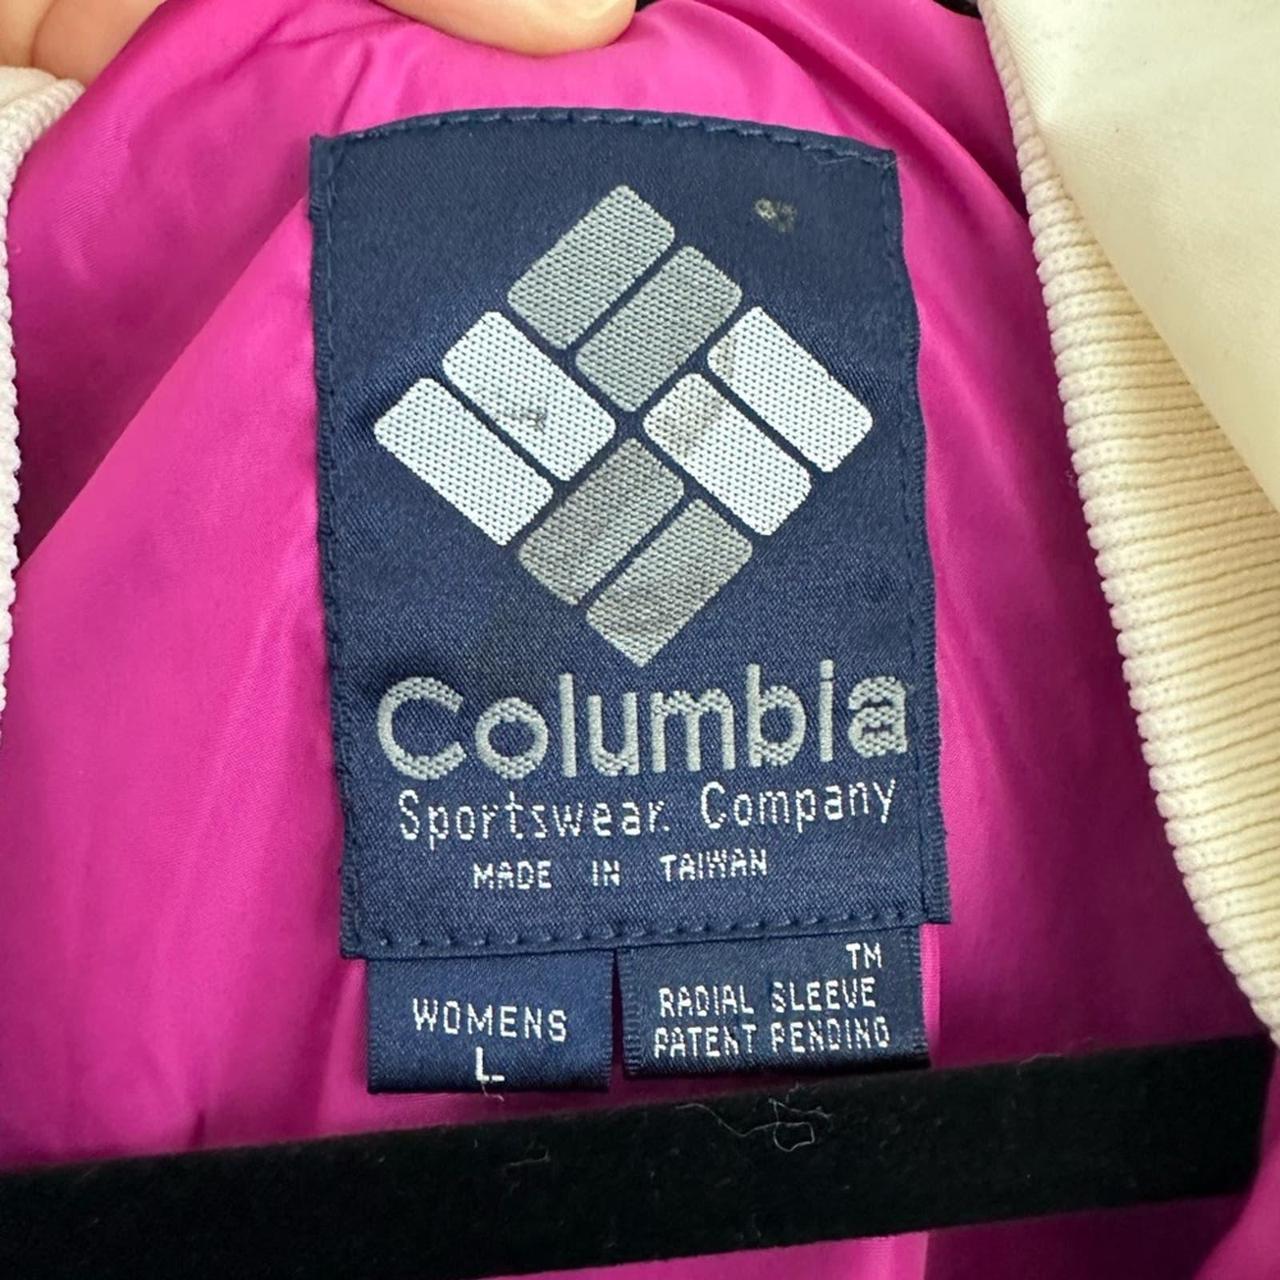 Columbia
Sportswear Company
MADE IN TAIWAN
WOMENS
L
TM
RADIAL SLEEVE
PATENT PENDING